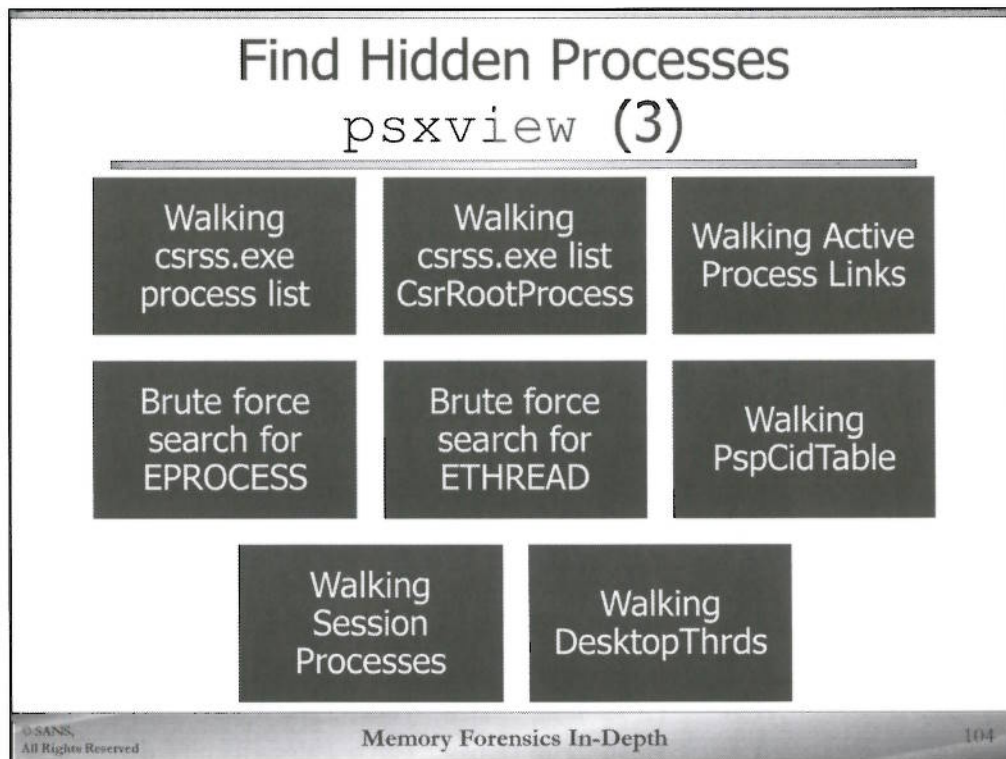 Find Hidden Processes
psxview (3)
Walking
csrss.exe
process list
Walking
csrss.exe list
CsrRootProcess
Walking Active
Process Links
Brute force
search for
EPROCESS
Brute force
search for
ETHREAD
Walking
PspCidTable
Walking
Session
Processes
Walking
DesktopThrds
© SANS,
All Rights Reserved
Memory Forensics In-Depth
104